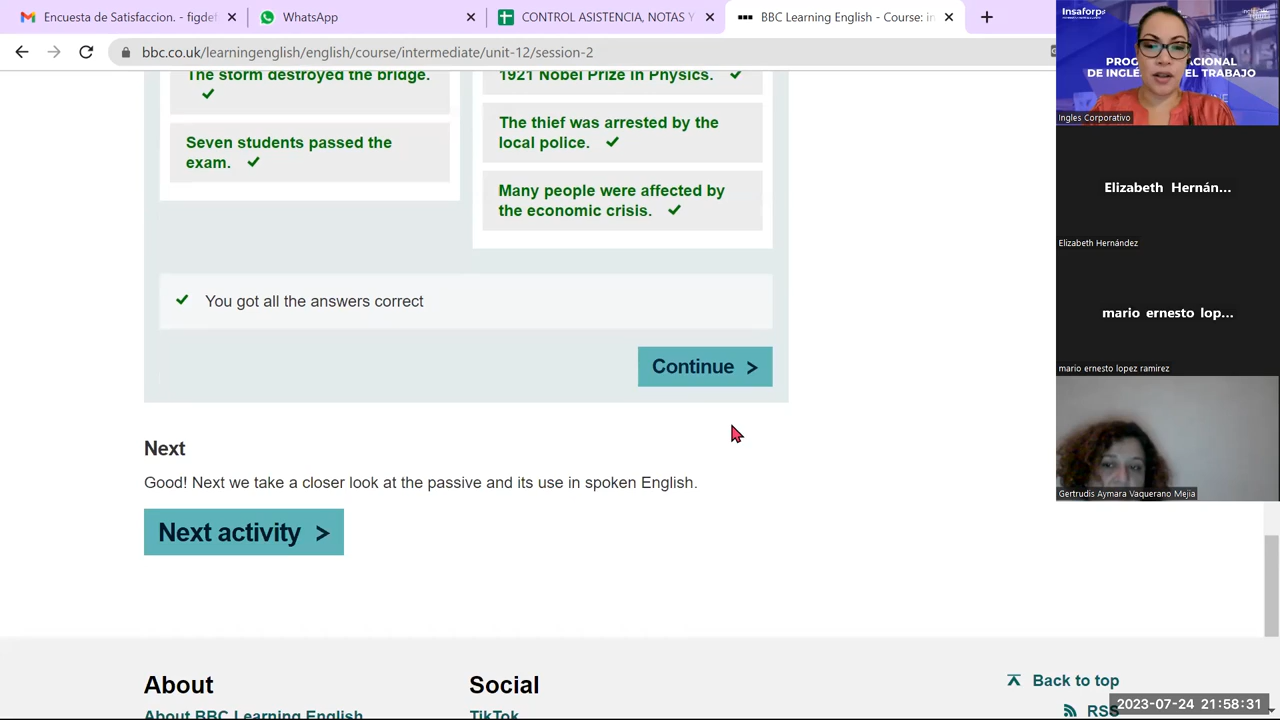 Encuesta de Satisfaccion. - figdef
WhatsApp
CONTROL ASISTENCIA, NOTAS Y
BBC Learning English - Course: in
bbc.co.uk/learningenglish/english/course/intermediate/unit-12/session-2
The storm destroyed the bridge.
Seven students passed the
exam.
1921 Nobel Prize in Physics.
The thief was arrested by the
local police.
Many people were affected by
the economic crisis.
You got all the answers correct
Continue >
Next
Good! Next we take a closer look at the passive and its use in spoken English.
Next activity >
About
About BBC Learning English
Social
TikTok
Back to top
RSS
Insaforp
DE INGLÉS
EL TRABAJO
Ingles Corporativo
Elizabeth Hernán...
Elizabeth Hernández
mario ernesto lop...
mario ernesto lopez ramirez
Gertrudis Aymara Vaquerano Mejia
2023-07-24 21:58:31